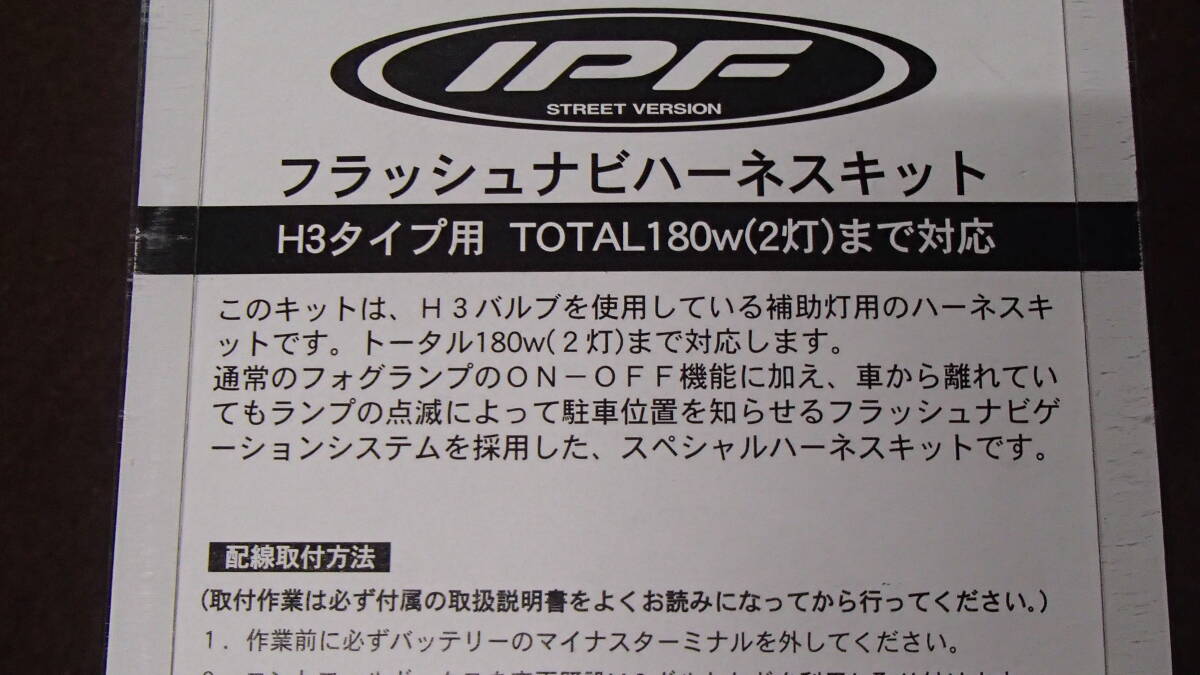 IPF
STREET VERSION
フラッシュナビハーネスキット
H3タイプ用 TOTAL180w(2灯)まで対応
このキットは、H3バルブを使用している補助灯用のハーネスキ
ットです。トータル180w(2灯)まで対応します。
通常のフォグランプのON-OFF機能に加え、車から離れてい
てもランプの点滅によって駐車位置を知らせるフラッシュナビゲ
ーションシステムを採用した、スペシャルハーネスキットです。
配線取付方法
(取付作業は必ず付属の取扱説明書をよくお読みになってから行ってください。)
1. 作業前に必ずバッテリーのマイナスターミナルを外してください。